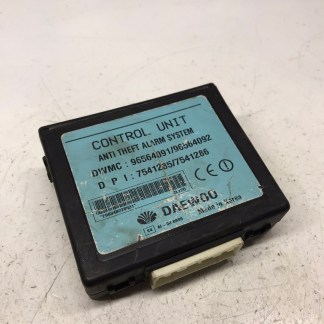 CONTROL UNIT
ANTI THEFT ALARM SYSTEM
DWMC : 96564091/96564092
D P I : 7541285/7541286
CE
DAEWOO
MADE IN KOREA